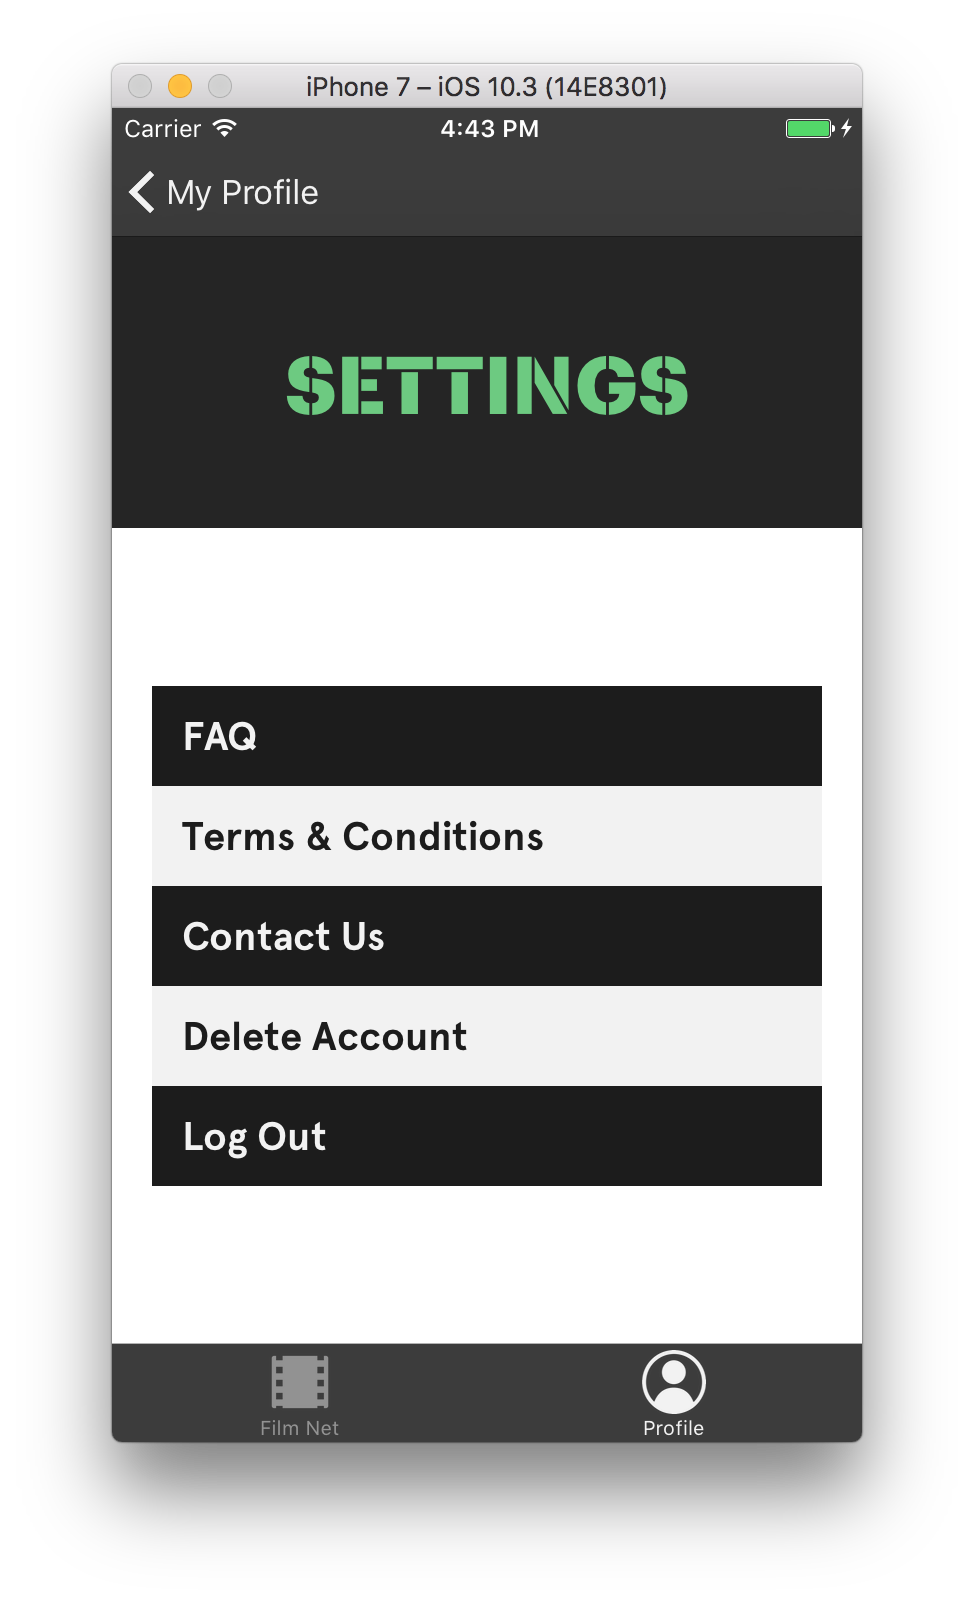 iPhone 7 – iOS 10.3 (14E8301)
Carrier 4:43 PM
My Profile
SETTINGS
FAQ
Terms & Conditions
Contact Us
Delete Account
Log Out
Film Net Profile